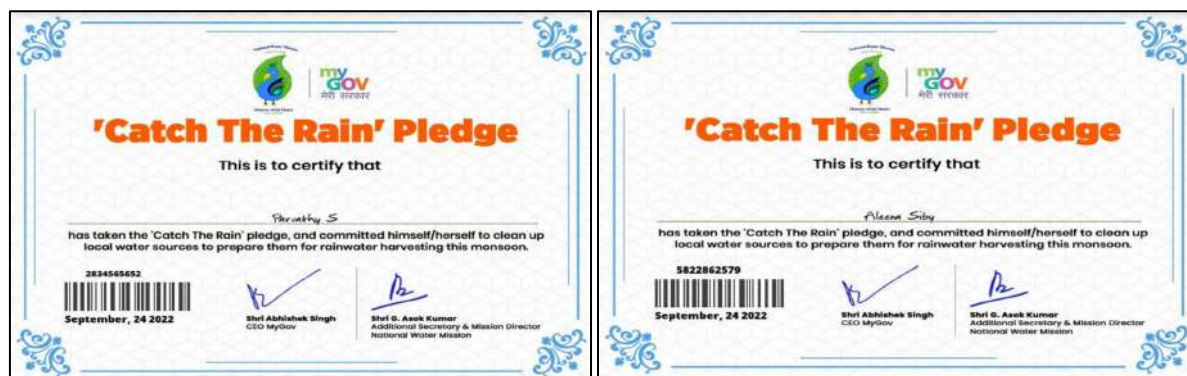 my
GOV
मेरी सरकार
'Catch The Rain' Pledge
This is to certify that
Parvathy S
has taken the 'Catch The Rain' pledge, and committed himself/herself to clean up
local water sources to prepare them for rainwater harvesting this monsoon.
2834565652
September, 24 2022
Shri Abhishek Singh
CEO MyGov
Shri G. Asok Kumar
Additional Secretary & Mission Director
National Water Mission
my
GOV
मेरी सरकार
'Catch The Rain' Pledge
This is to certify that
Aleena Siby
has taken the 'Catch The Rain' pledge, and committed himself/herself to clean up
local water sources to prepare them for rainwater harvesting this monsoon.
5822862579
September, 24 2022
Shri Abhishek Singh
CEO MyGov
Shri G. Asok Kumar
Additional Secretary & Mission Director
National Water Mission